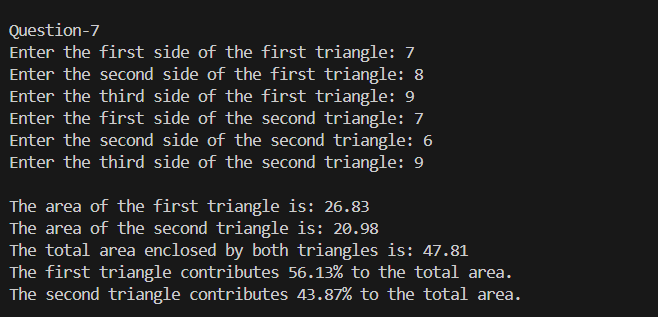 Question-7
Enter the first side of the first triangle: 7
Enter the second side of the first triangle: 8
Enter the third side of the first triangle: 9
Enter the first side of the second triangle: 7
Enter the second side of the second triangle: 6
Enter the third side of the second triangle: 9
The area of the first triangle is: 26.83
The area of the second triangle is: 20.98
The total area enclosed by both triangles is: 47.81
The first triangle contributes 56.13% to the total area.
The second triangle contributes 43.87% to the total area.